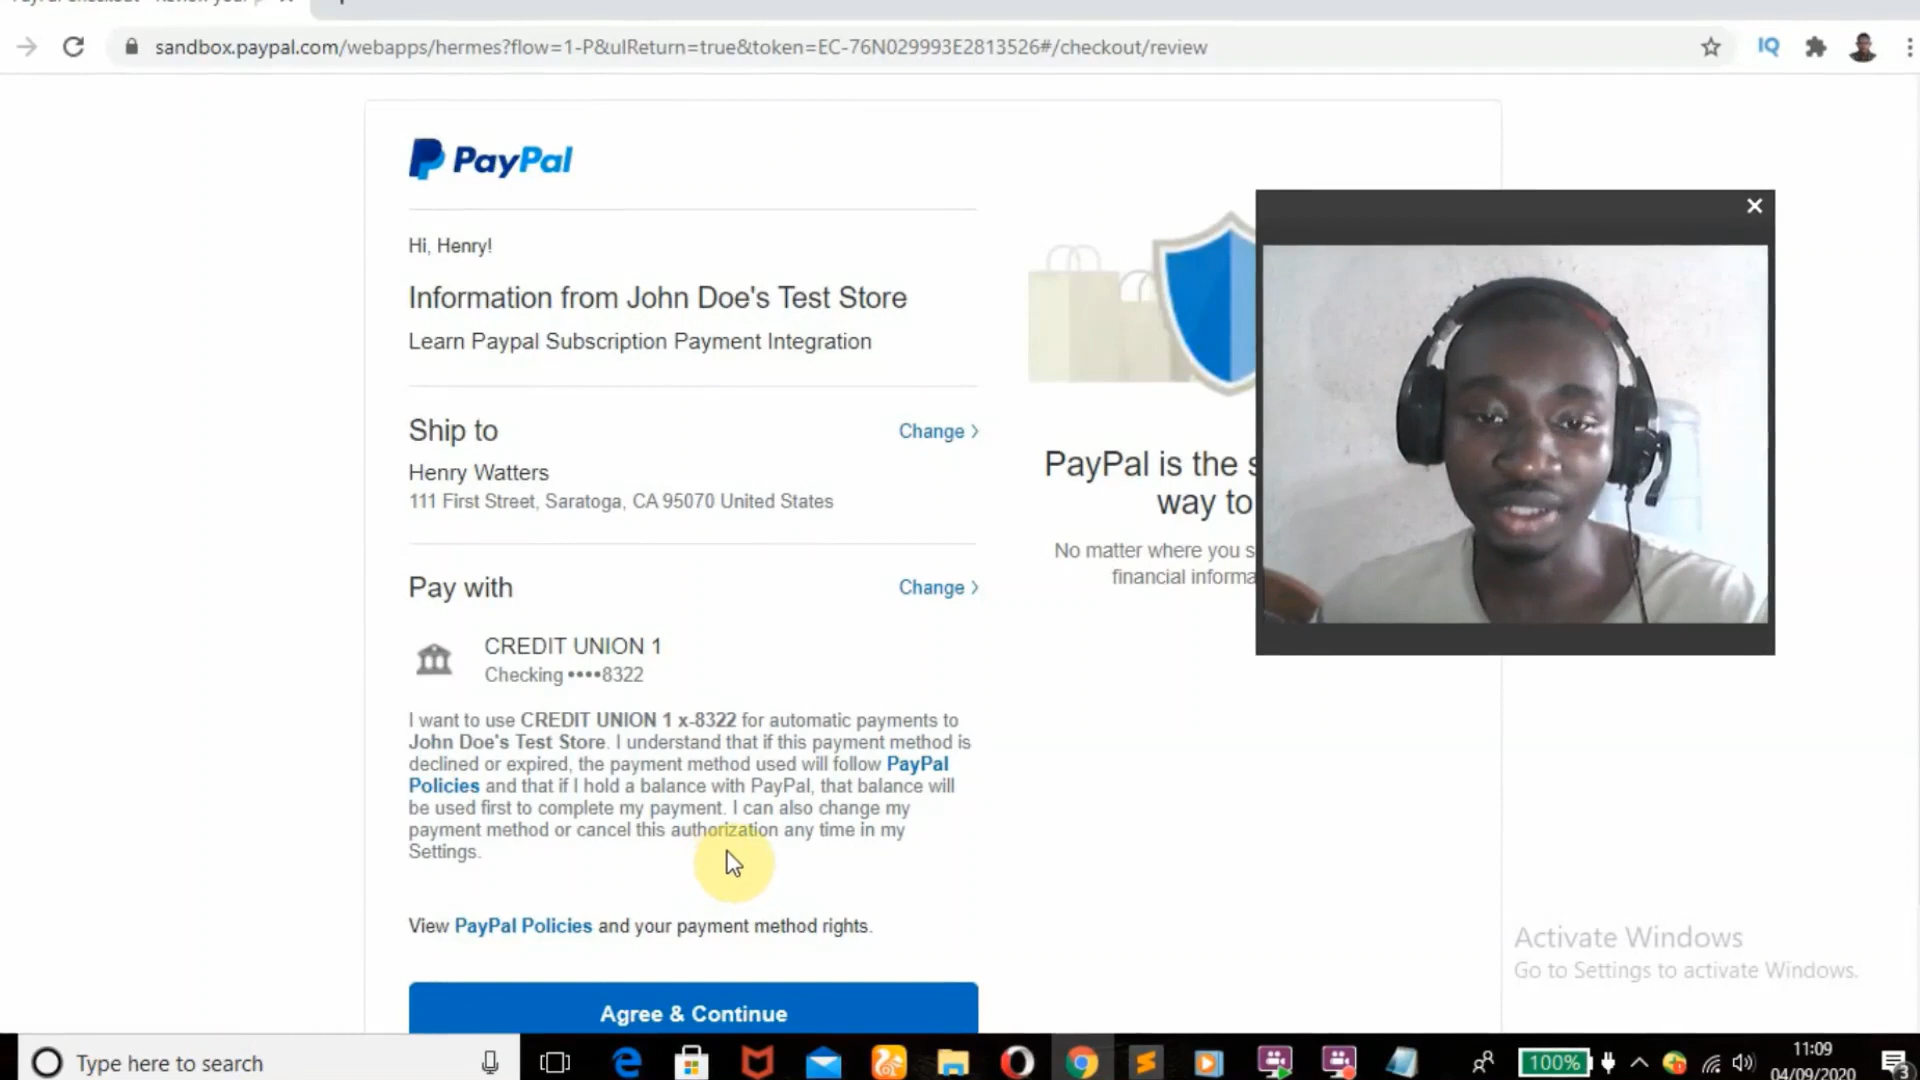 sandbox.paypal.com/webapps/hermes?flow=1-P&ulReturn=true&token=EC-76N029993E2813526#/checkout/review
IQ
PayPal
Hi, Henry!
Information from John Doe's Test Store
Learn Paypal Subscription Payment Integration
Ship to
Change >
Henry Watters
111 First Street, Saratoga, CA 95070 United States
Pay with
Change >
CREDIT UNION 1
Checking ••••8322
I want to use CREDIT UNION 1 x-8322 for automatic payments to
John Doe's Test Store. I understand that if this payment method is
declined or expired, the payment method used will follow PayPal
Policies and that if I hold a balance with PayPal, that balance will
be used first to complete my payment. I can also change my
payment method or cancel this authorization any time in my
Settings.
View PayPal Policies and your payment method rights.
Agree & Continue
PayPal is the
way to
No matter where you
financial
Activate Windows
Go to Settings to activate Windows.
Type here to search
100%
11:09
04/09/2020
3